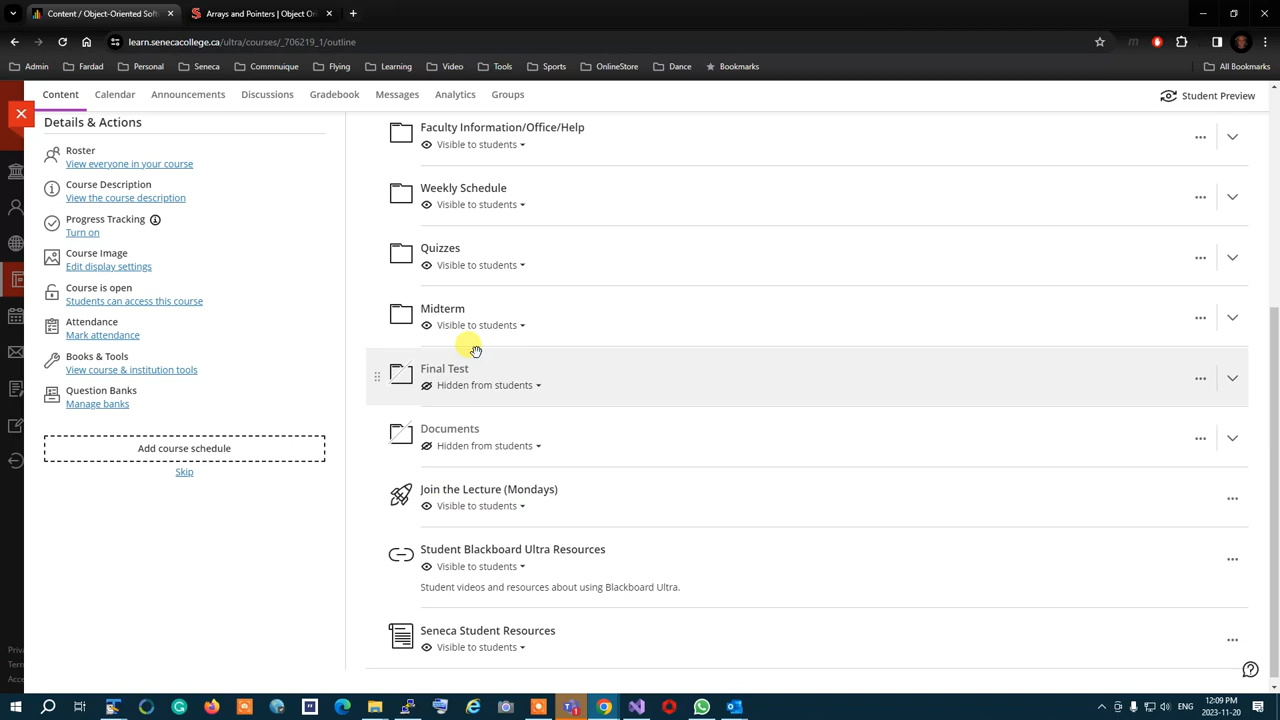 Content / Object-Oriented Soft
Arrays and Pointers | Object Ori
learn.senecacollege.ca/ultra/courses/_706219_1/outline
Admin
Fardad
Personal
Seneca
Commnuique
Flying
Learning
Video
Tools
Sports
OnlineStore
Dance
Bookmarks
All Bookmarks
Content
Calendar
Announcements
Discussions
Gradebook
Messages
Analytics
Groups
Student Preview
Details & Actions
Roster
View everyone in your course
Course Description
View the course description
Progress Tracking
Turn on
Course Image
Edit display settings
Course is open
Students can access this course
Attendance
Mark attendance
Books & Tools
View course & institution tools
Question Banks
Manage banks
Add course schedule
Skip
Priv
Term
Acce
Faculty Information/Office/Help
Visible to students
Weekly Schedule
Visible to students
Quizzes
Visible to students
Midterm
Visible to students
Final Test
Hidden from students
Documents
Hidden from students
Join the Lecture (Mondays)
Visible to students
Student Blackboard Ultra Resources
Visible to students
Student videos and resources about using Blackboard Ultra.
Seneca Student Resources
Visible to students
ENG
12:09 PM
2023-11-20